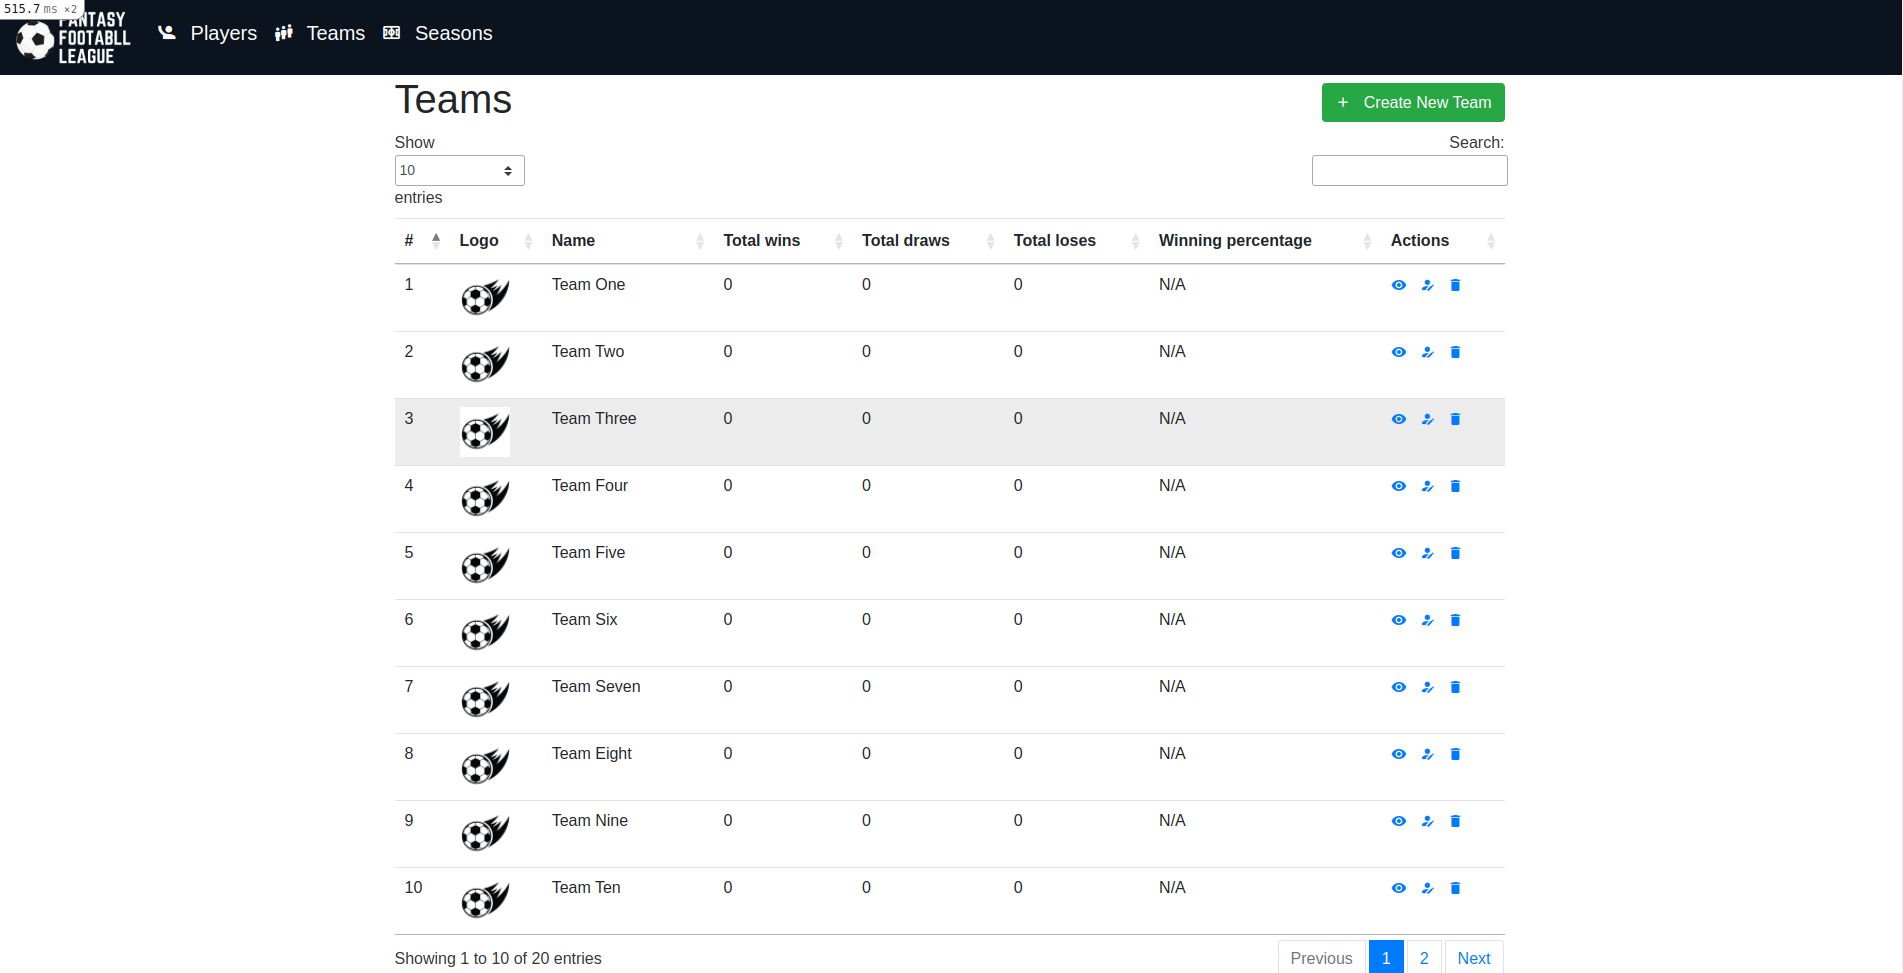 515.7 ms ×2
FANTASY
FOOTABLL
LEAGUE
Players Teams Seasons
Teams
+ Create New Team
Show
Search:
10
entries
# Logo Name Total wins Total draws Total loses Winning percentage Actions
1 Team One 0 0 0 N/A
2 Team Two 0 0 0 N/A
3 Team Three 0 0 0 N/A
4 Team Four 0 0 0 N/A
5 Team Five 0 0 0 N/A
6 Team Six 0 0 0 N/A
7 Team Seven 0 0 0 N/A
8 Team Eight 0 0 0 N/A
9 Team Nine 0 0 0 N/A
10 Team Ten 0 0 0 N/A
Showing 1 to 10 of 20 entries
Previous 1 2 Next